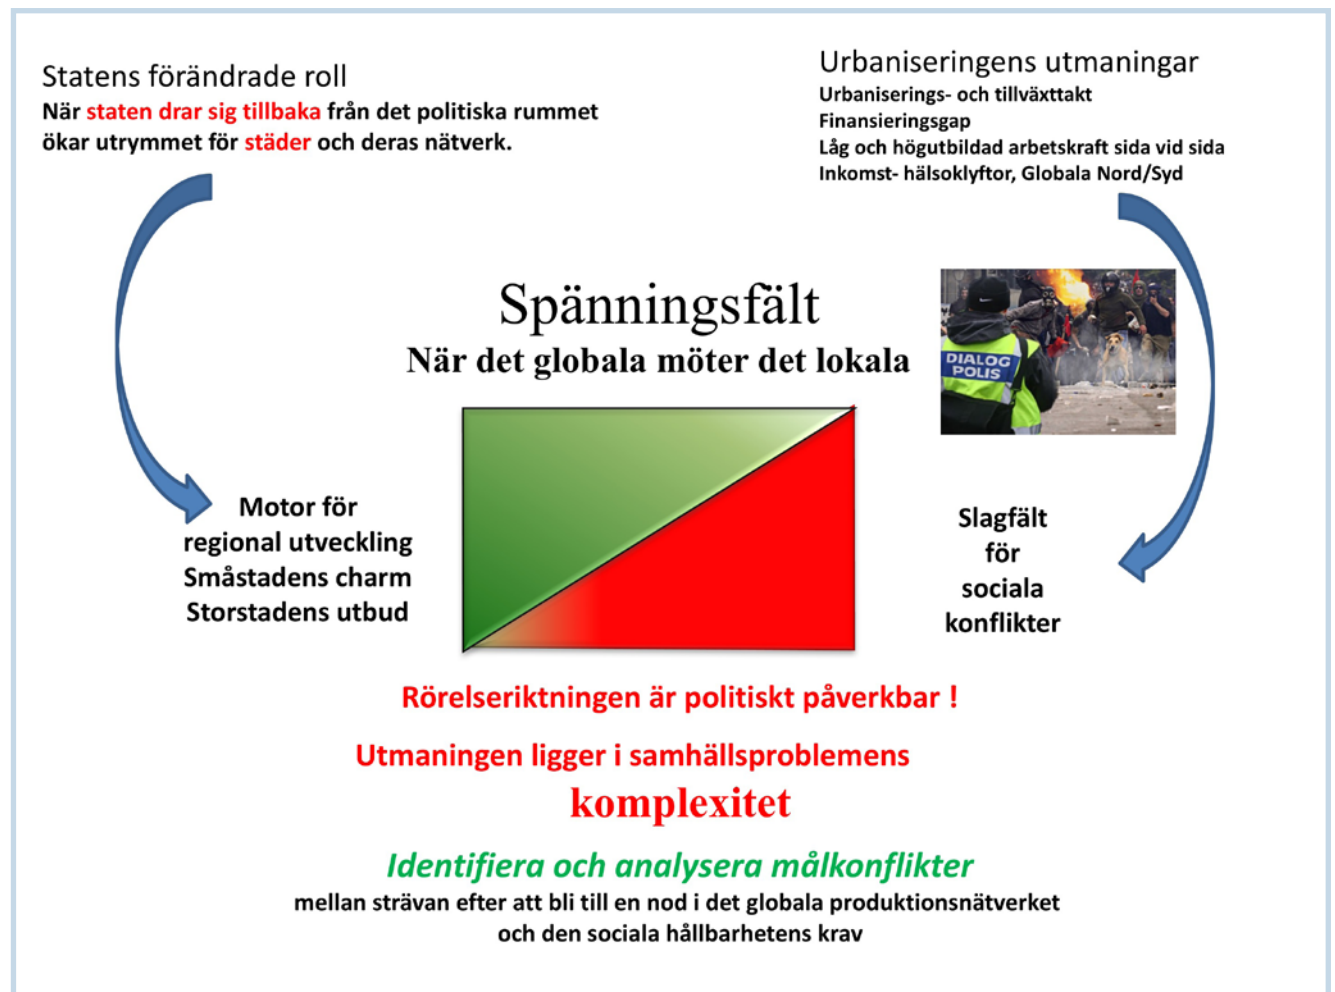 Statens förändrade roll
När staten drar sig tillbaka från det politiska rummet
ökar utrymmet för städer och deras nätverk.
Urbaniseringens utmaningar
Urbaniserings- och tillväxttakt
Finansieringsgap
Låg och högutbildad arbetskraft sida vid sida
Inkomst- hälsoklyftor, Globala Nord/Syd
Spänningsfält
När det globala möter det lokala
DIALOG
POLIS
Motor för
regional utveckling
Småstadens charm
Storstadens utbud
Slagfält
för
sociala
konflikter
Rörelseriktningen är politiskt påverkbar !
Utmaningen ligger i samhällsproblemens
komplexitet
Identifiera och analysera målkonflikter
mellan strävan efter att bli till en nod i det globala produktionsnätverket
och den sociala hållbarhetens krav